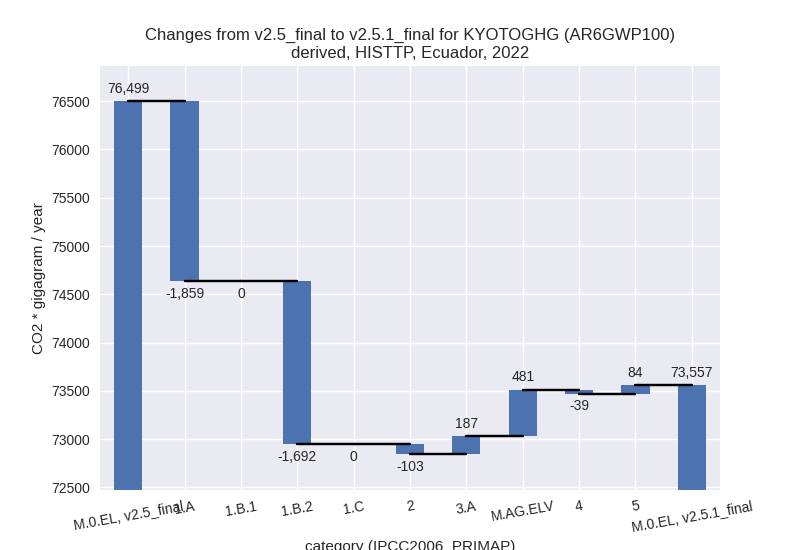 Changes from v2.5_final to v2.5.1_final for KYOTOGHG (AR6GWP100)
derived, HISTTP, Ecuador, 2022
CO2 * gigagram / year
76500
76000
75500
75000
74500
74000
73500
73000
72500
76,499
-1,859
0
-1,692
0
-103
187
481
-39
84
73,557
M.0.EL, v2.5_final
1.A
1.B.1
1.B.2
1.C
2
3.A
M.AG.ELV
4
5
M.0.EL, v2.5.1_final
category (IPCC2006_PRIMAP)